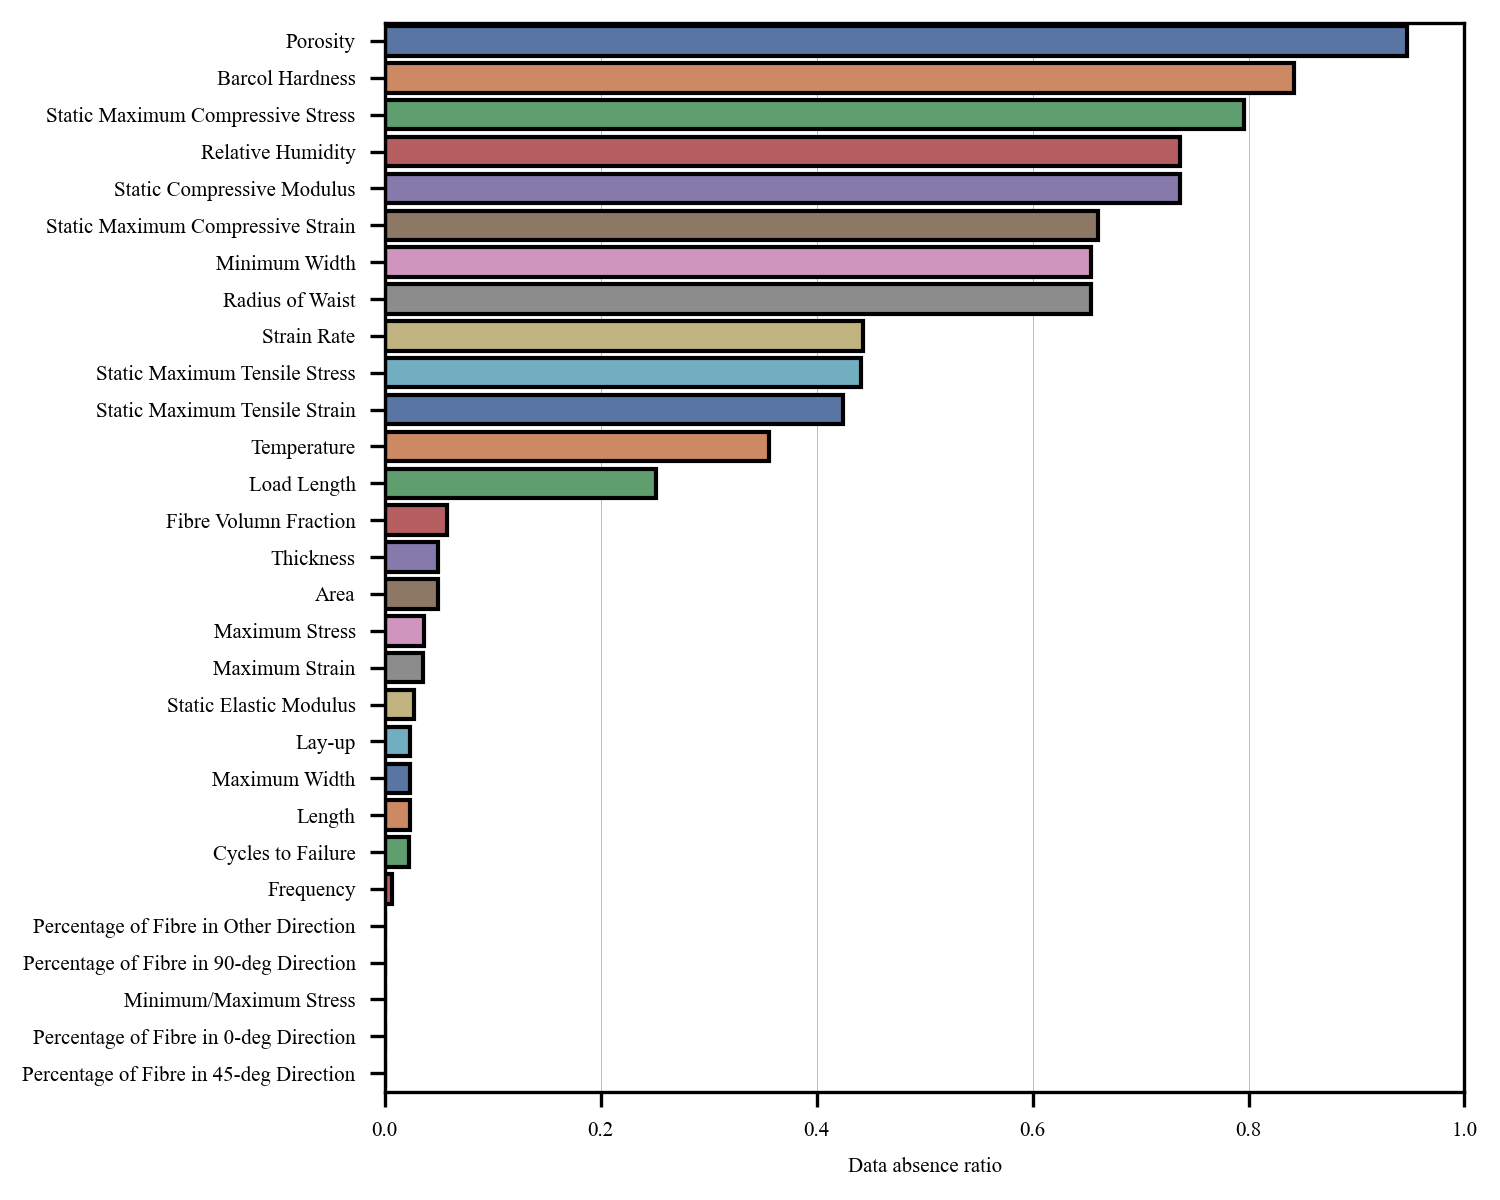 Porosity
Barcol Hardness
Static Maximum Compressive Stress
Relative Humidity
Static Compressive Modulus
Static Maximum Compressive Strain
Minimum Width
Radius of Waist
Strain Rate
Static Maximum Tensile Stress
Static Maximum Tensile Strain
Temperature
Load Length
Fibre Volumn Fraction
Thickness
Area
Maximum Stress
Maximum Strain
Static Elastic Modulus
Lay-up
Maximum Width
Length
Cycles to Failure
Frequency
Percentage of Fibre in Other Direction
Percentage of Fibre in 90-deg Direction
Minimum/Maximum Stress
Percentage of Fibre in 0-deg Direction
Percentage of Fibre in 45-deg Direction
0.0 0.2 0.4 0.6 0.8 1.0
Data absence ratio